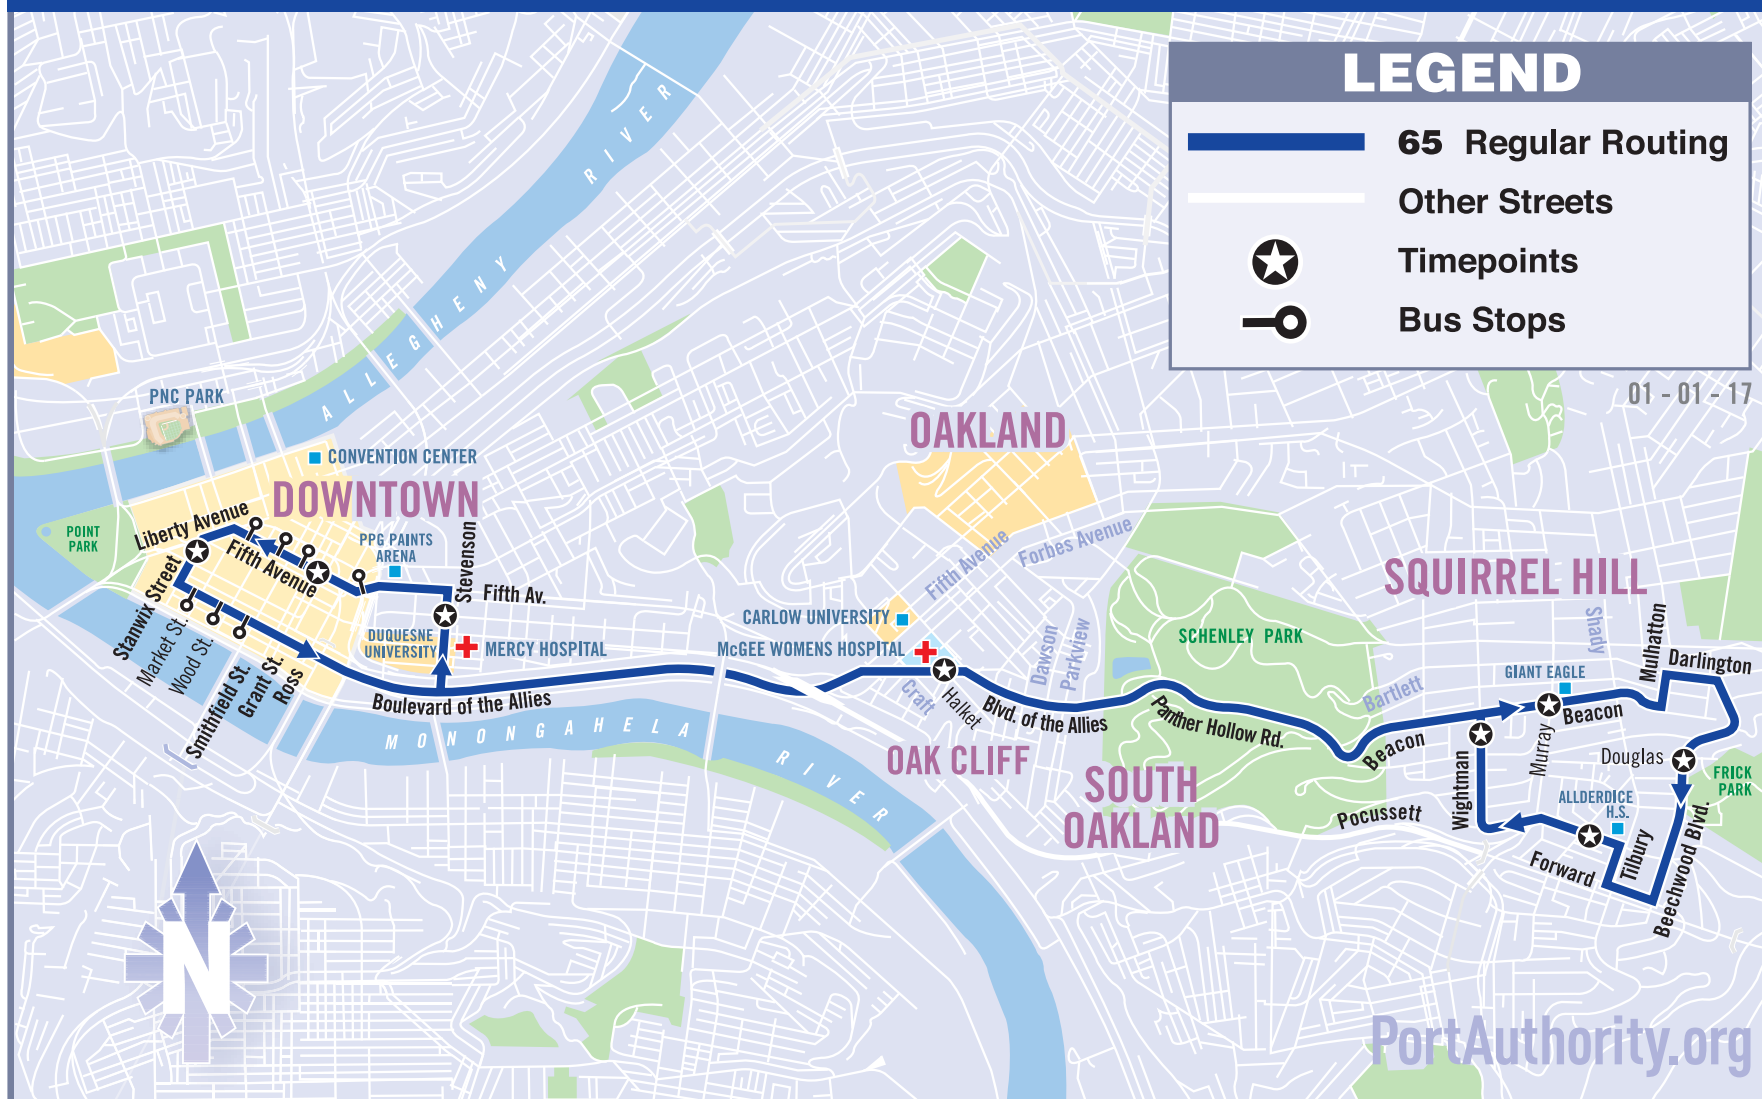 LEGEND
65 Regular Routing
Other Streets
Timepoints
Bus Stops
01 - 01 - 17
ALLEGHENY RIVER
PNC PARK
CONVENTION CENTER
DOWNTOWN
OAKLAND
POINT
PARK
Liberty Avenue
Fifth Avenue
PPG PAINTS
ARENA
Stevenson
Fifth Av.
Stanwix Street
Market St.
Wood St.
Smithfield St.
Grant St.
Ross
DUQUESNE
UNIVERSITY
MERCY HOSPITAL
Boulevard of the Allies
MONONGAHELA RIVER
CARLOW UNIVERSITY
McGEE WOMENS HOSPITAL
Fifth Avenue
Forbes Avenue
Craft
Halket
Dawson
Parkview
Blvd. of the Allies
OAK CLIFF
SOUTH
OAKLAND
SCHENLEY PARK
Panther Hollow Rd.
SQUIRREL HILL
Bartlett
Beacon
Shady
GIANT EAGLE
Murray
Beacon
Mulhatton
Darlington
Douglas
FRICK
PARK
Wightman
Pocussett
ALLDERDICE
H.S.
Forward
Tilbury
Beechwood Blvd.
N
PortAuthority.org